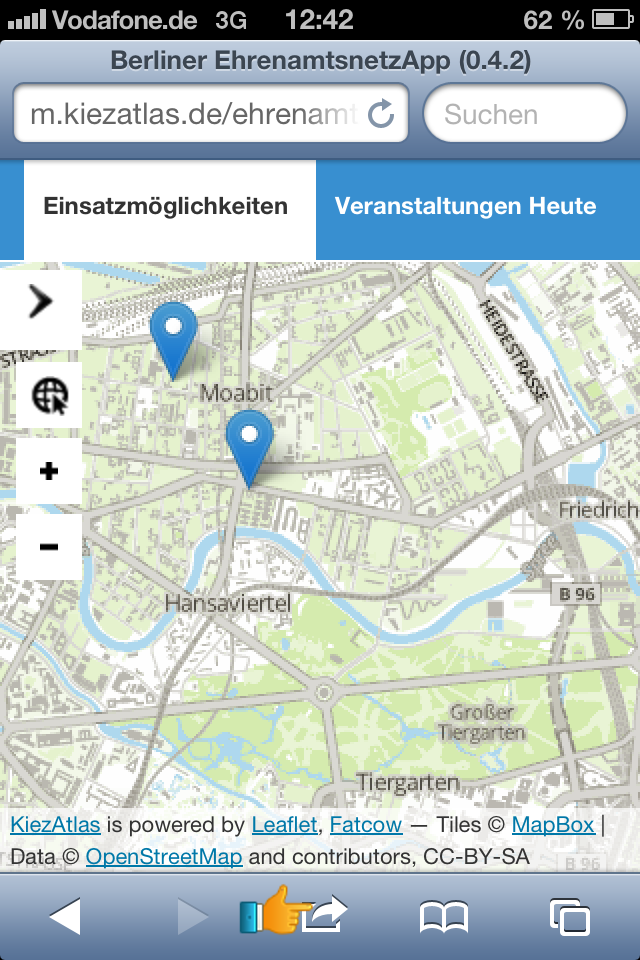 Vodafone.de 3G 12:42 62 %
Berliner EhrenamtsnetzApp (0.4.2)
m.kiezatlas.de/ehrenamt Suchen
Einsatzmöglichkeiten Veranstaltungen Heute
HEIDESTRASSE
STRASSE
Moabit
Friedrich
B 96
Hansaviertel
Großer
Tiergarten
Tiergarten
KiezAtlas is powered by Leaflet, Fatcow — Tiles © MapBox |
Data © OpenStreetMap and contributors, CC-BY-SA
B 96